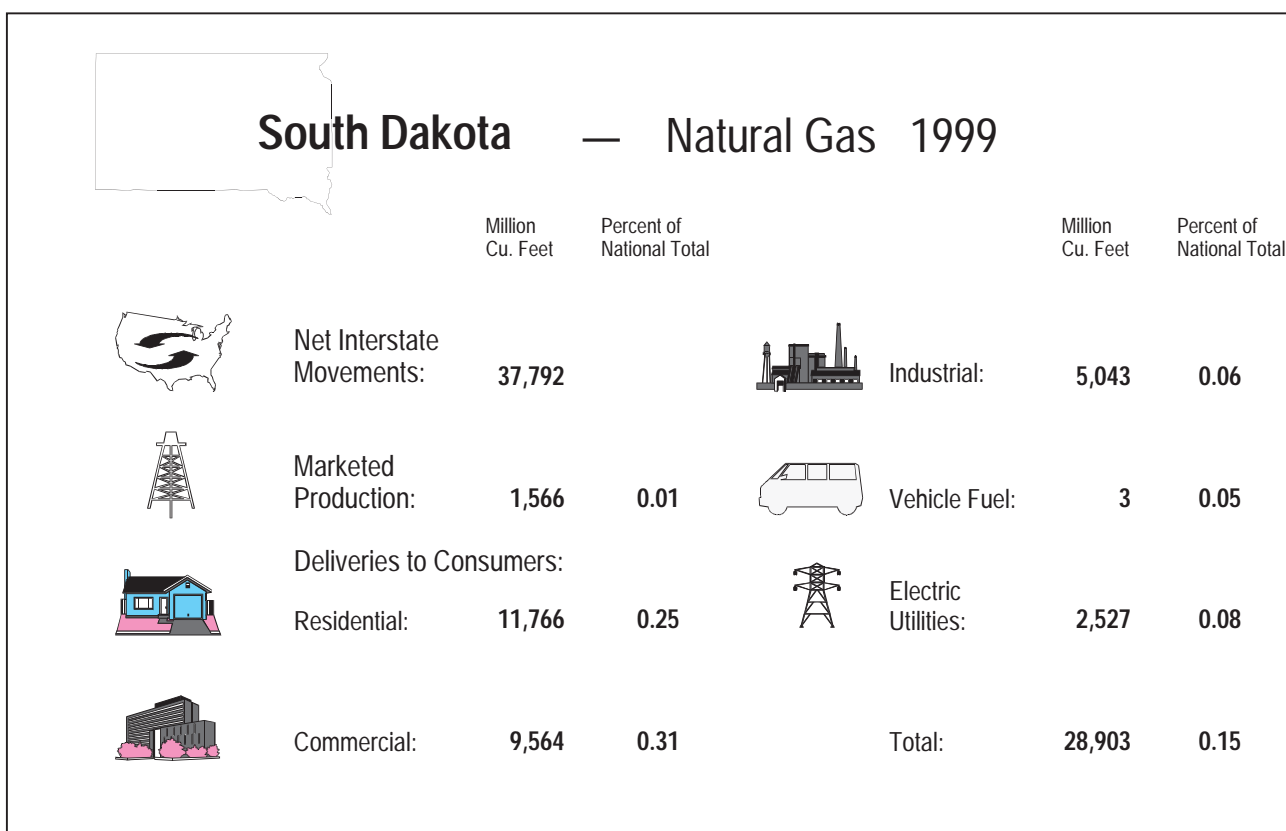 South Dakota — Natural Gas 1999
Million
Cu. Feet
Percent of
National Total
Million
Cu. Feet
Percent of
National Total
Net Interstate
Movements: 37,792
Marketed
Production: 1,566 0.01
Deliveries to Consumers:
Residential: 11,766 0.25
Commercial: 9,564 0.31
Industrial: 5,043 0.06
Vehicle Fuel: 3 0.05
Electric
Utilities: 2,527 0.08
Total: 28,903 0.15